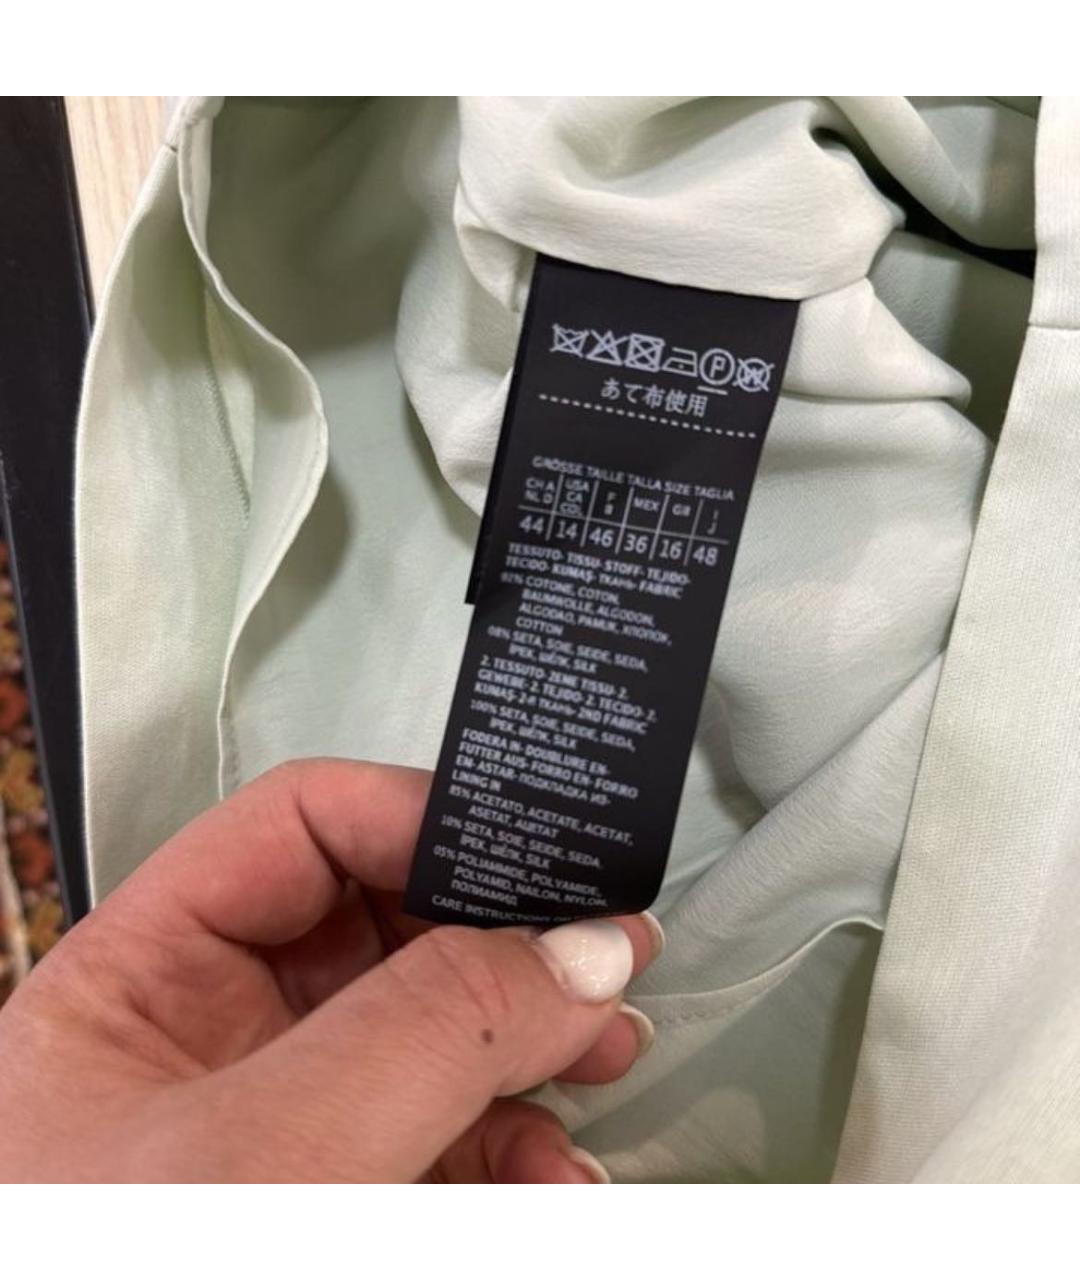 あて布使用
GRÖSSE TAILLE TALLA SIZE TAGLIA
CH A USA F MEX GR I
NL D CA B J
COL
44 14 46 36 16 48
TESSUTO- TISSU- STOFF- TEJIDO-
TECIDO- KUMAŞ- ТКАНЬ- FABRIC
92% COTONE, COTON,
BAUMWOLLE, ALGODON,
ALGODAO, PAMUK, ХЛОПОК,
COTTON
08% SETA, SOIE, SEIDE, SEDA,
IPEK, ШЁЛК, SILK
2. TESSUTO- 2EME TISSU- 2.
GEWEBE- 2. TEJIDO- 2. TECIDO- 2.
KUMAŞ- 2-Я ТКАНЬ- 2ND FABRIC
100% SETA, SOIE, SEIDE, SEDA,
IPEK, ШЁЛК, SILK
FODERA IN- DOUBLURE EN-
FUTTER AUS- FORRO EN- FORRO
EM- ASTAR- ПОДКЛАДКА ИЗ-
LINING IN
85% ACETATO, ACETATE, ACETAT,
ASETAT, АЦЕТАТ
10% SETA, SOIE, SEIDE, SEDA,
IPEK, ШЁЛК, SILK
05% POLIAMMIDE, POLYAMIDE,
POLYAMID, NAILON, NYLON,
ПОЛИАМИД
CARE INSTRUCTIONS